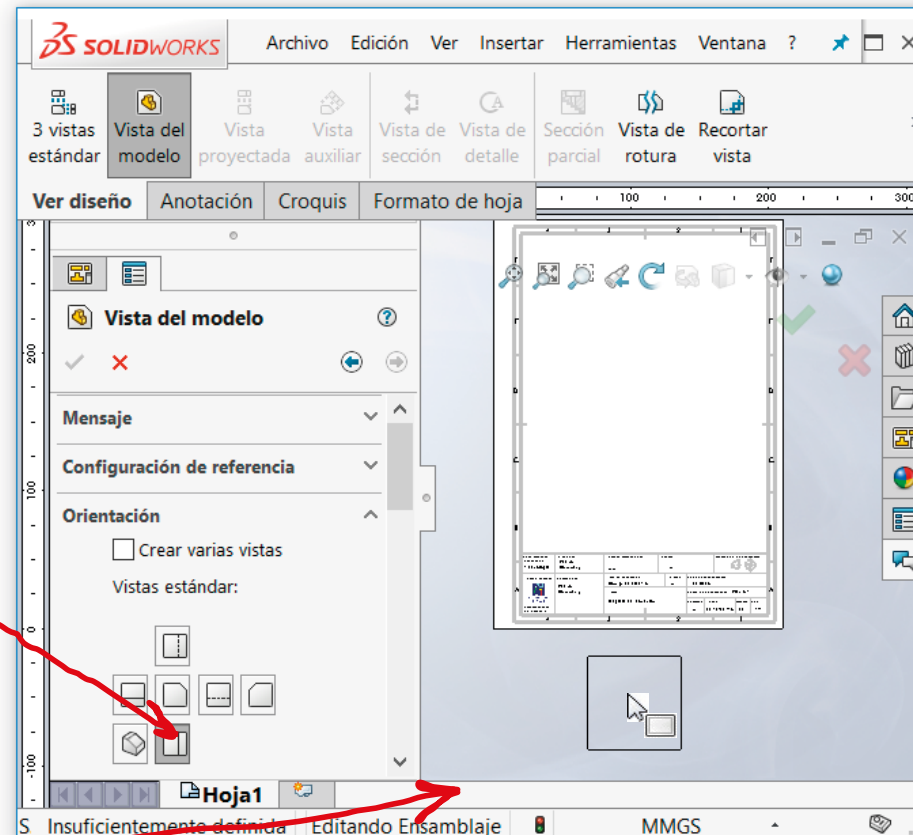 SOLIDWORKS Archivo Edición Ver Insertar Herramientas Ventana ?
3 vistas estándar
Vista del modelo
Vista proyectada
Vista auxiliar
Vista de sección
Vista de detalle
Sección parcial
Vista de rotura
Recortar vista
Ver diseño Anotación Croquis Formato de hoja
100 200 300
Vista del modelo
200
Mensaje
Configuración de referencia
100
Orientación
Crear varias vistas
Vistas estándar:
0
-100
Hoja1
S Insuficientemente definida Editando Ensamblaje MMGS